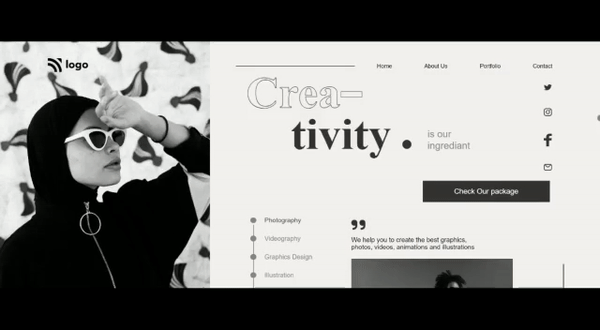 logo
Home
About Us
Portfolio
Contact
Crea–
tivity.
is our
ingrediant
Check Our package
Photography
Videography
Graphics Design
Illustration
We help you to create the best graphics,
photos, videos, animations and illustrations